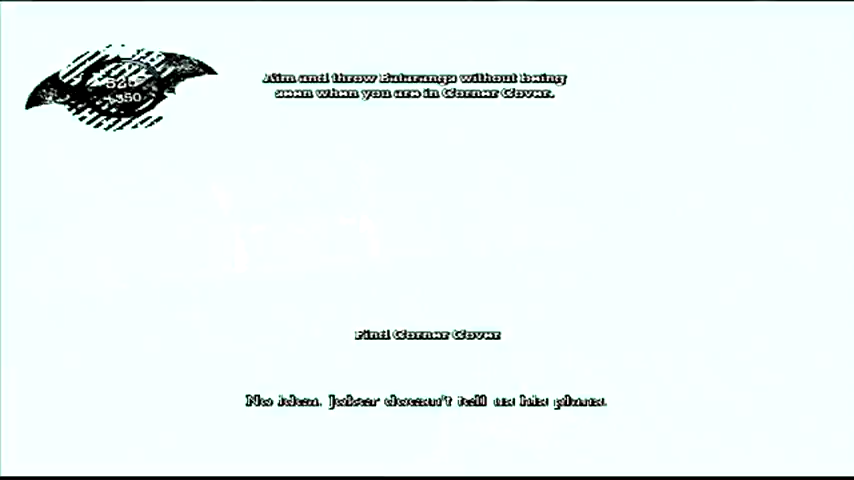 Aim and throw Batarangs without being
seen when you are in Corner Cover.
Find Corner Cover
No idea. Joker doesn't tell us his plans.